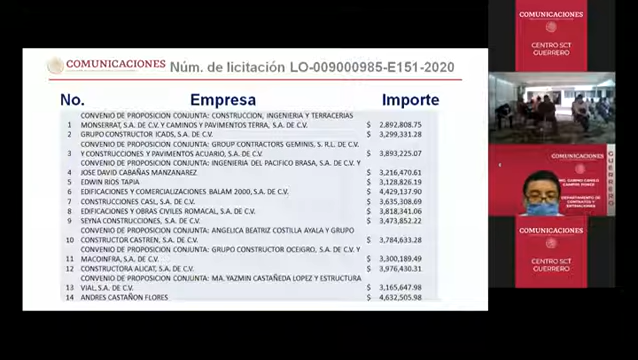 COMUNICACIONES
Núm. de licitación LO-009000985-E151-2020
No. Empresa Importe
CONVENIO DE PROPOSICION CONJUNTA: CONSTRUCCION, INGENIERIA Y TERRACERIAS
1 MONSERRAT, S.A. DE C.V. Y CAMINOS Y PAVIMENTOS TERRA, S.A. DE C.V. $ 2,892,808.75
2 GRUPO CONSTRUCTOR ICADS, S.A. DE C.V. $ 3,299,331.28
CONVENIO DE PROPOSICION CONJUNTA: GROUP CONTRACTORS GEMINIS, S. R.L. DE C.V.
3 Y CONSTRUCCIONES Y PAVIMENTOS ACUARIO, S.A. DE C.V. $ 3,893,225.07
CONVENIO DE PROPOSICION CONJUNTA: INGENIERIA DEL PACIFICO BRASA, S.A. DE C.V. Y
4 JOSE DAVID CABAÑAS MANZANAREZ $ 3,216,470.61
5 EDWIN RIOS TAPIA $ 3,128,826.19
6 EDIFICACIONES Y COMERCIALIZACIONES BALAM 2000, S.A. DE C.V. $ 4,429,137.90
7 CONSTRUCCIONES CASL, S.A. DE C.V. $ 3,635,308.69
8 EDIFICACIONES Y OBRAS CIVILES ROMACAL, S.A. DE C.V. $ 3,818,341.06
9 SEYNA CONSTRUCCIONES, S.A. DE C.V. $ 3,473,852.22
CONVENIO DE PROPOSICION CONJUNTA: ANGELICA BEATRIZ COSTILLA AYALA Y GRUPO
10 CONSTRUCTOR CASTREN, S.A. DE C.V. $ 3,784,633.28
CONVENIO DE PROPOSICION CONJUNTA: GRUPO CONSTRUCTOR OCEIGRO, S.A. DE C.V. Y
11 MACOINFRA, S.A. DE C.V. $ 3,300,189.49
12 CONSTRUCTORA ALICAT, S.A. DE C.V. $ 3,976,430.31
CONVENIO DE PROPOSICION CONJUNTA: MA. YAZMIN CASTAÑEDA LOPEZ Y ESTRUCTURA
13 VIAL, S.A. DE C.V. $ 3,165,647.98
14 ANDRES CASTAÑON FLORES $ 4,632,505.98
COMUNICACIONES
CENTRO SCT
GUERRERO
COMUNICACIONES
ING. GABINO CAMILO
CAMPOS PONCE
DEPARTAMENTO DE
CONTRATOS Y
ESTIMACIONES
GUERRERO
COMUNICACIONES
CENTRO SCT
GUERRERO